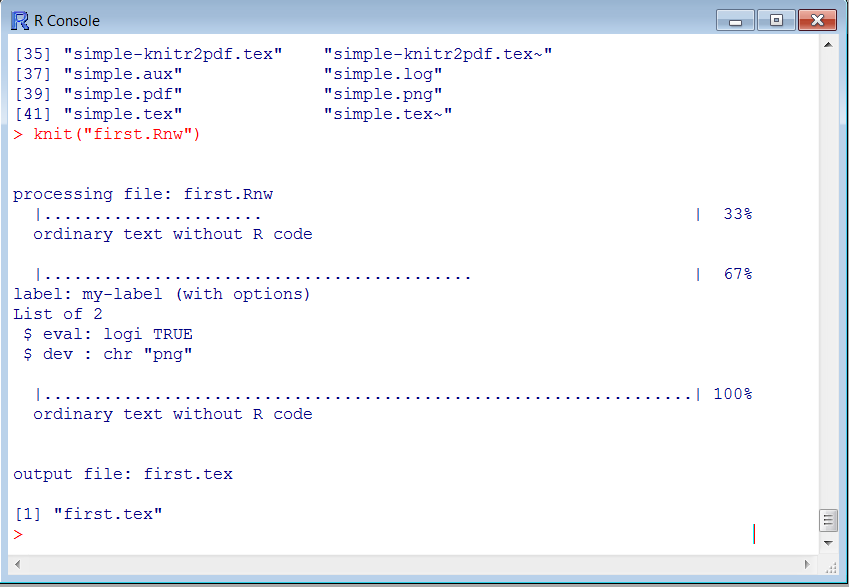 R Console
[35] "simple-knitr2pdf.tex"    "simple-knitr2pdf.tex~"
[37] "simple.aux"              "simple.log"
[39] "simple.pdf"              "simple.png"
[41] "simple.tex"              "simple.tex~"
> knit("first.Rnw")
processing file: first.Rnw
  |......................                                           |  33%
  ordinary text without R code
  |...........................................                      |  67%
label: my-label (with options)
List of 2
 $ eval: logi TRUE
 $ dev : chr "png"
  |.................................................................| 100%
  ordinary text without R code
output file: first.tex
[1] "first.tex"
>